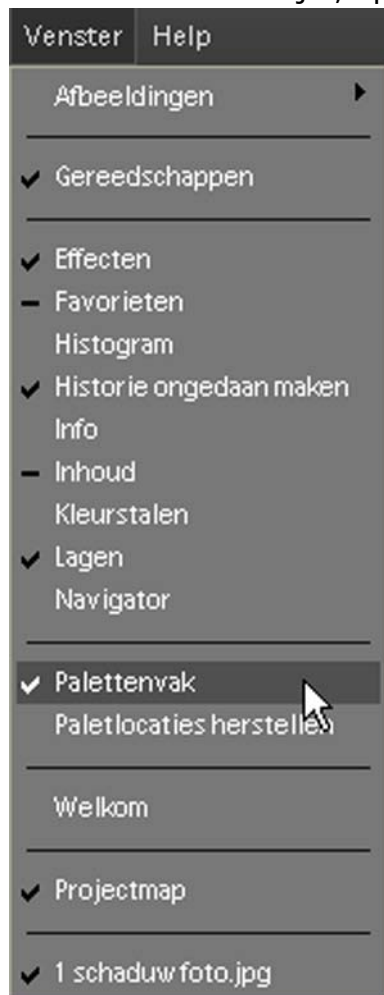 Venster Help
Afbeeldingen
Gereedschappen
Effecten
Favorieten
Histogram
Historie ongedaan maken
Info
Inhoud
Kleurstalen
Lagen
Navigator
Palettenvak
Paletlocaties herstellen
Welkom
Projectmap
1 schaduw foto.jpg